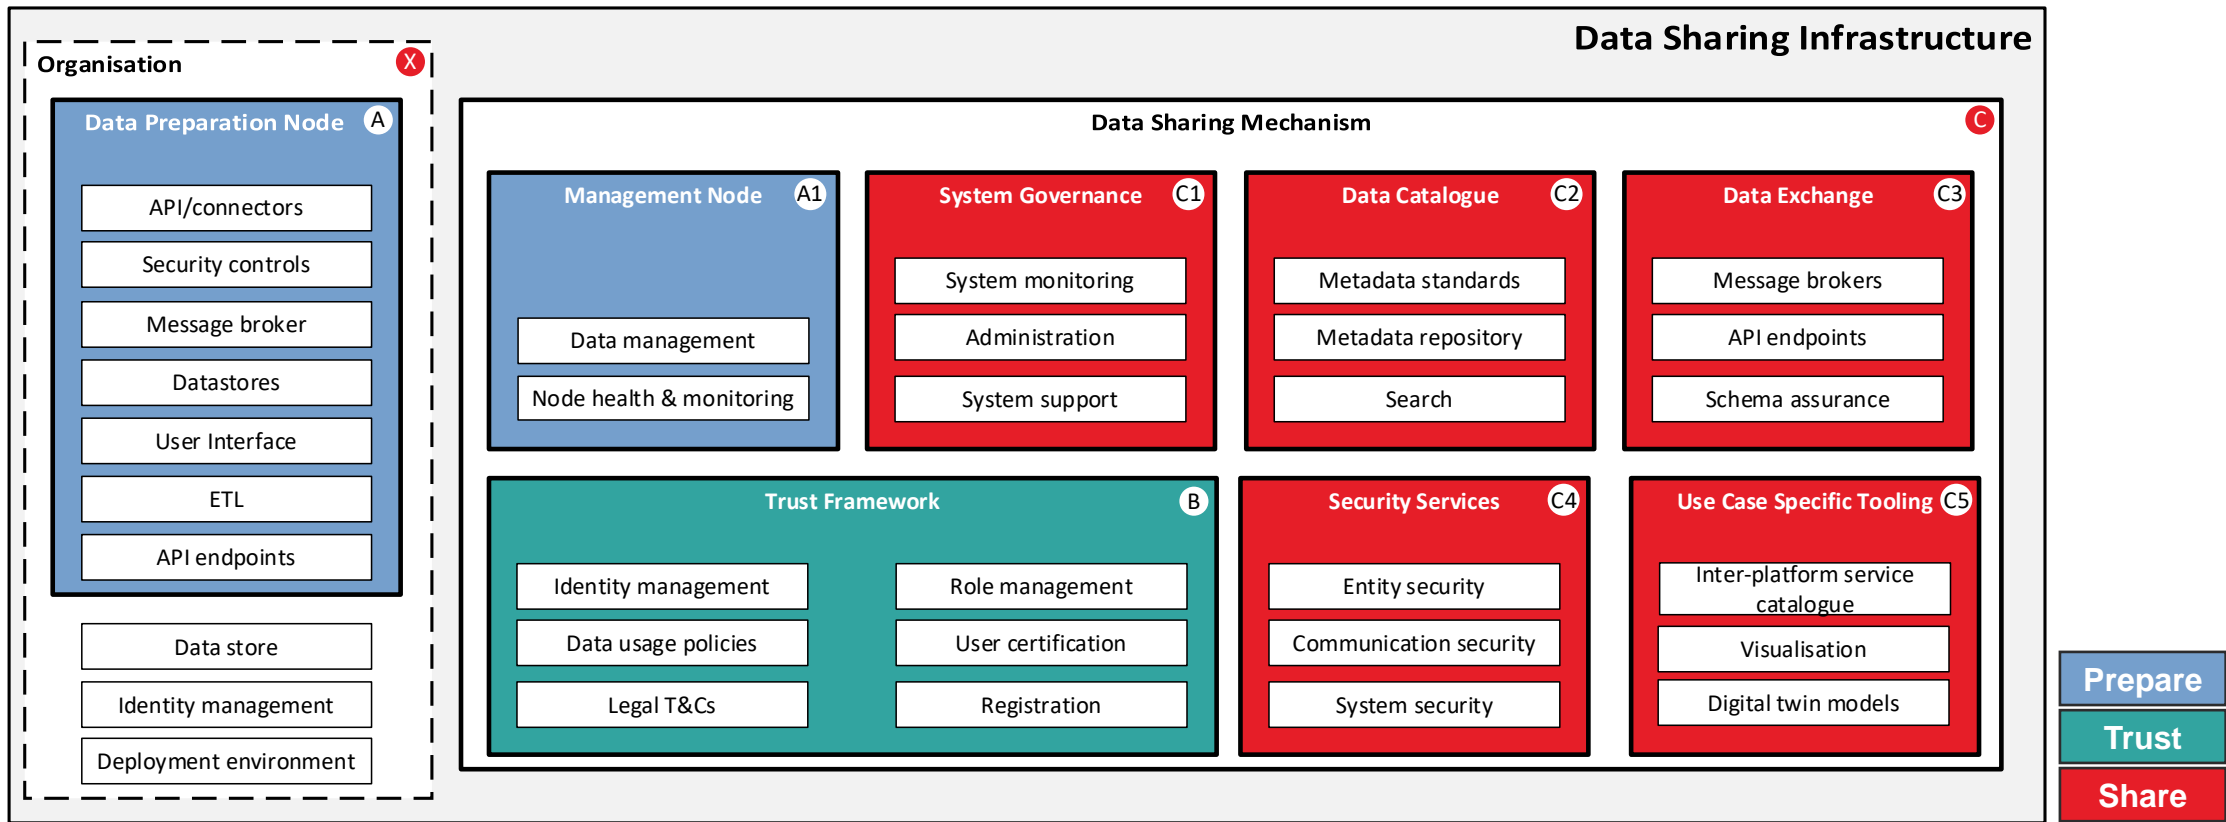 Data Sharing Infrastructure
Organisation
X
Data Preparation Node
A
API/connectors
Security controls
Message broker
Datastores
User Interface
ETL
API endpoints
Data store
Identity management
Deployment environment
Data Sharing Mechanism
C
Management Node
A1
Data management
Node health & monitoring
System Governance
C1
System monitoring
Administration
System support
Data Catalogue
C2
Metadata standards
Metadata repository
Search
Data Exchange
C3
Message brokers
API endpoints
Schema assurance
Trust Framework
B
Identity management
Data usage policies
Legal T&Cs
Role management
User certification
Registration
Security Services
C4
Entity security
Communication security
System security
Use Case Specific Tooling
C5
Inter-platform service
catalogue
Visualisation
Digital twin models
Prepare
Trust
Share